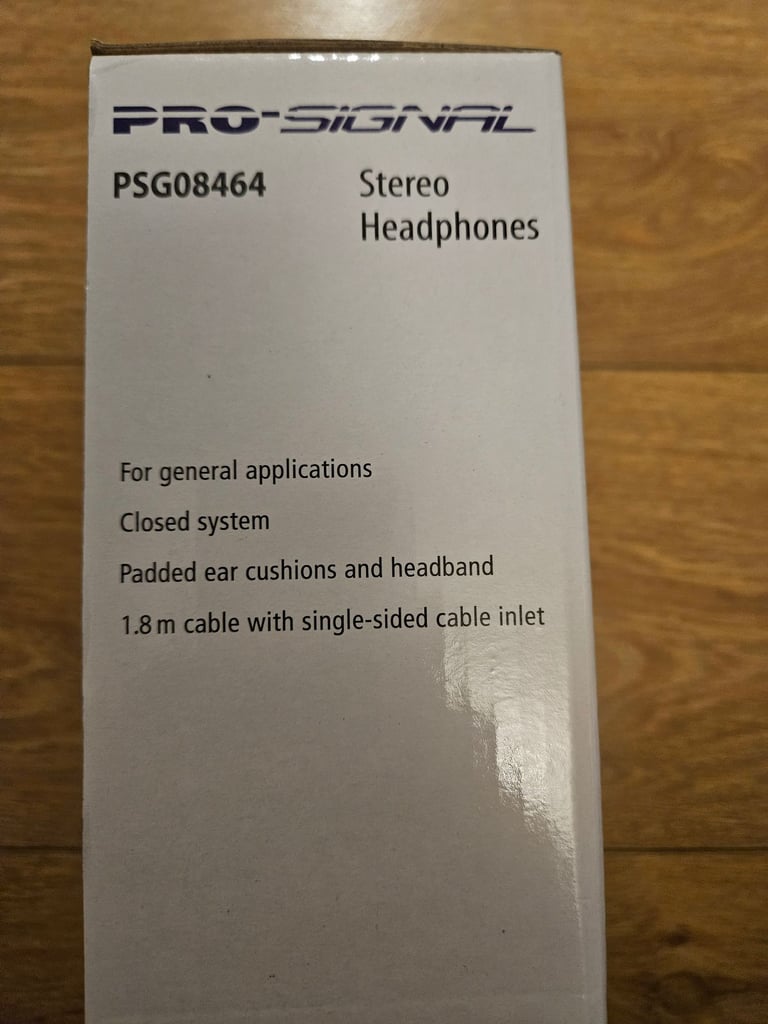 PRO-SIGNAL
PSG08464
Stereo
Headphones
For general applications
Closed system
Padded ear cushions and headband
1.8 m cable with single-sided cable inlet